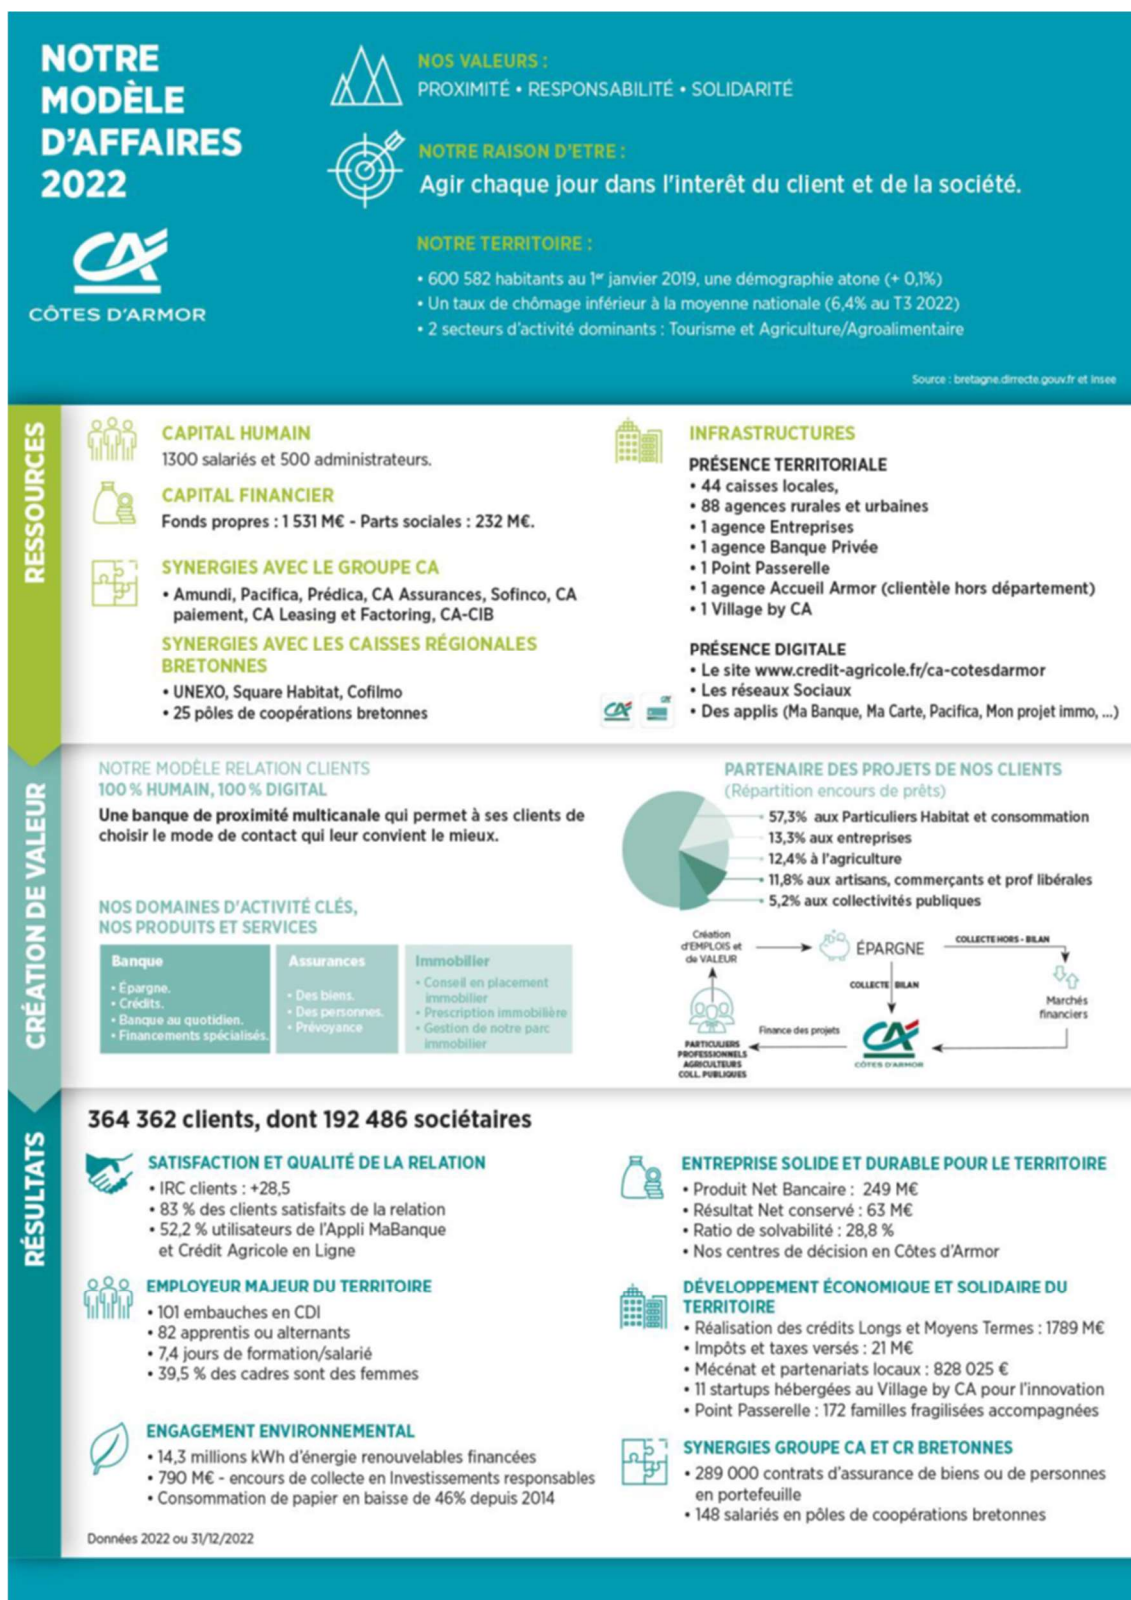 NOTRE
MODÈLE
D'AFFAIRES
2022
CA
CÔTES D'ARMOR
NOS VALEURS :
PROXIMITÉ • RESPONSABILITÉ • SOLIDARITÉ
NOTRE RAISON D'ETRE :
Agir chaque jour dans l'interêt du client et de la société.
NOTRE TERRITOIRE :
• 600 582 habitants au 1er janvier 2019, une démographie atone (+ 0,1%)
• Un taux de chômage inférieur à la moyenne nationale (6,4% au T3 2022)
• 2 secteurs d'activité dominants : Tourisme et Agriculture/Agroalimentaire
Source : bretagne.dirrecte.gouv.fr et Insee
RESSOURCES
CAPITAL HUMAIN
1300 salariés et 500 administrateurs.
CAPITAL FINANCIER
Fonds propres : 1 531 M€ - Parts sociales : 232 M€.
SYNERGIES AVEC LE GROUPE CA
• Amundi, Pacifica, Prédica, CA Assurances, Sofinco, CA
paiement, CA Leasing et Factoring, CA-CIB
SYNERGIES AVEC LES CAISSES RÉGIONALES
BRETONNES
• UNEXO, Square Habitat, Cofilmo
• 25 pôles de coopérations bretonnes
INFRASTRUCTURES
PRÉSENCE TERRITORIALE
• 44 caisses locales,
• 88 agences rurales et urbaines
• 1 agence Entreprises
• 1 agence Banque Privée
• 1 Point Passerelle
• 1 agence Accueil Armor (clientèle hors département)
• 1 Village by CA
PRÉSENCE DIGITALE
• Le site www.credit-agricole.fr/ca-cotesdarmor
• Les réseaux Sociaux
• Des applis (Ma Banque, Ma Carte, Pacifica, Mon projet immo, ...)
CRÉATION DE VALEUR
NOTRE MODÈLE RELATION CLIENTS
100 % HUMAIN, 100 % DIGITAL
Une banque de proximité multicanale qui permet à ses clients de
choisir le mode de contact qui leur convient le mieux.
NOS DOMAINES D'ACTIVITÉ CLÉS,
NOS PRODUITS ET SERVICES
Banque
• Épargne.
• Crédits.
• Banque au quotidien.
• Financements spécialisés.
Assurances
• Des biens.
• Des personnes.
• Prévoyance
Immobilier
• Conseil en placement
immobilier
• Prescription immobilière
• Gestion de notre parc
immobilier
PARTENAIRE DES PROJETS DE NOS CLIENTS
(Répartition encours de prêts)
57,3% aux Particuliers Habitat et consommation
13,3% aux entreprises
12,4% à l'agriculture
11,8% aux artisans, commerçants et prof libérales
5,2% aux collectivités publiques
Création
d'EMPLOIS et
de VALEUR
ÉPARGNE
COLLECTE HORS - BILAN
COLLECTE BILAN
Marchés
financiers
Finance des projets
PARTICULIERS
PROFESSIONNELS
AGRICULTEURS
COLL. PUBLIQUES
CA
CÔTES D'ARMOR
RÉSULTATS
364 362 clients, dont 192 486 sociétaires
SATISFACTION ET QUALITÉ DE LA RELATION
• IRC clients : +28,5
• 83 % des clients satisfaits de la relation
• 52,2 % utilisateurs de l'Appli MaBanque
et Crédit Agricole en Ligne
EMPLOYEUR MAJEUR DU TERRITOIRE
• 101 embauches en CDI
• 82 apprentis ou alternants
• 7,4 jours de formation/salarié
• 39,5 % des cadres sont des femmes
ENGAGEMENT ENVIRONNEMENTAL
• 14,3 millions kWh d'énergie renouvelables financées
• 790 M€ - encours de collecte en Investissements responsables
• Consommation de papier en baisse de 46% depuis 2014
ENTREPRISE SOLIDE ET DURABLE POUR LE TERRITOIRE
• Produit Net Bancaire : 249 M€
• Résultat Net conservé : 63 M€
• Ratio de solvabilité : 28,8 %
• Nos centres de décision en Côtes d'Armor
DÉVELOPPEMENT ÉCONOMIQUE ET SOLIDAIRE DU
TERRITOIRE
• Réalisation des crédits Longs et Moyens Termes : 1789 M€
• Impôts et taxes versés : 21 M€
• Mécénat et partenariats locaux : 828 025 €
• 11 startups hébergées au Village by CA pour l'innovation
• Point Passerelle : 172 familles fragilisées accompagnées
SYNERGIES GROUPE CA ET CR BRETONNES
• 289 000 contrats d'assurance de biens ou de personnes
en portefeuille
• 148 salariés en pôles de coopérations bretonnes
Données 2022 ou 31/12/2022